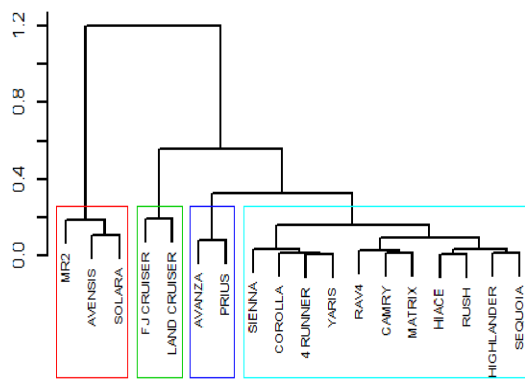 1.2
0.8
0.4
0.0
MR2
AVENSIS
SOLARA
FJ CRUISER
LAND CRUISER
AVANZA
PRIUS
SIENNA
COROLLA
4 RUNNER
YARIS
RAV4
CAMRY
MATRIX
HIACE
RUSH
HIGHLANDER
SEQUOIA